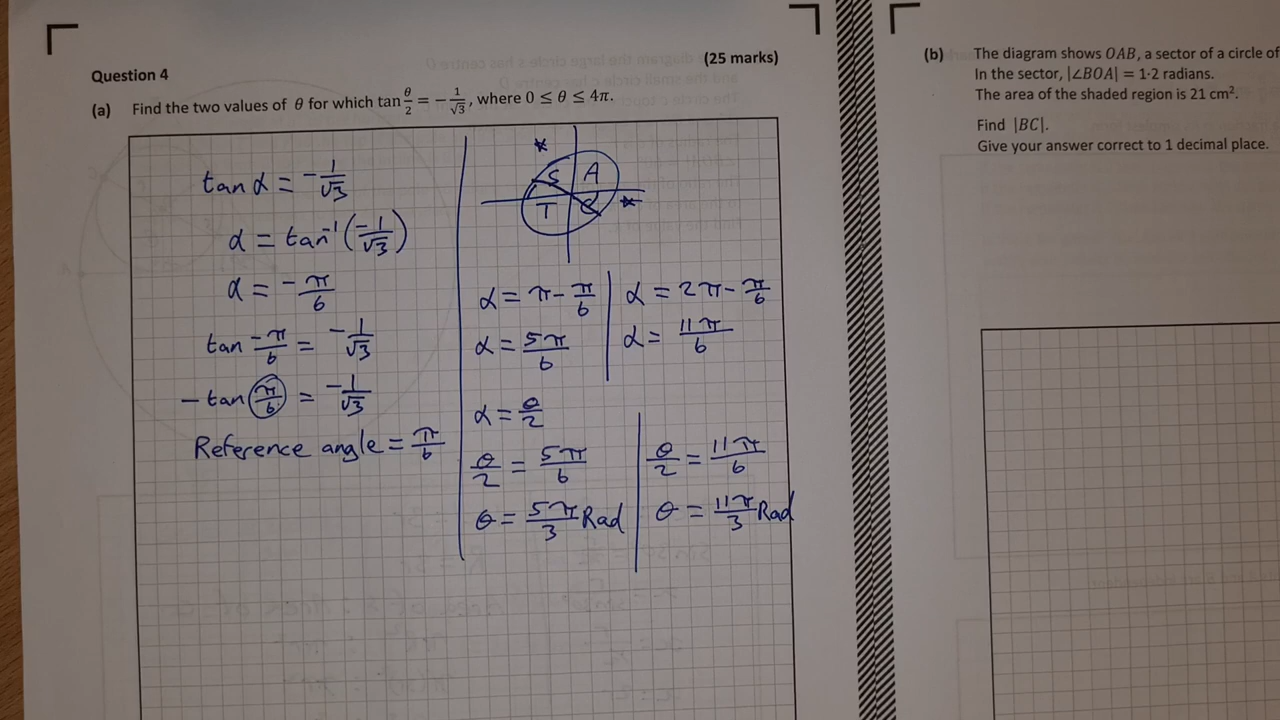 Question 4
(25 marks)
(a) Find the two values of θ for which tan θ/2 = −1/√3, where 0 ≤ θ ≤ 4π.
tan α = −1/√3
α = tan⁻¹(−1/√3)
α = −π/6
tan −π/6 = −1/√3
−tan π/6 = −1/√3
Reference angle = π/6
* S A
T C *
α = π − π/6
α = 5π/6
α = 2π − π/6
α = 11π/6
α = θ/2
θ/2 = 5π/6
θ = 5π/3 Rad
θ/2 = 11π/6
θ = 11π/3 Rad
(b) The diagram shows OAB, a sector of a circle of
In the sector, |∠BOA| = 1·2 radians.
The area of the shaded region is 21 cm².
Find |BC|.
Give your answer correct to 1 decimal place.